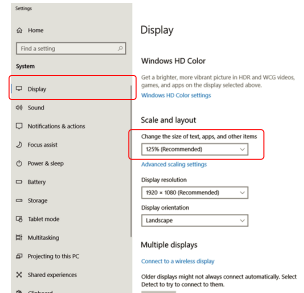 Settings
Home
Find a setting
System
Display
Sound
Notifications & actions
Focus assist
Power & sleep
Battery
Storage
Tablet mode
Multitasking
Projecting to this PC
Shared experiences
Clipboard
Display
Windows HD Color
Get a brighter, more vibrant picture in HDR and WCG videos,
games, and apps on the display selected above.
Windows HD Color settings
Scale and layout
Change the size of text, apps, and other items
125% (Recommended)
Advanced scaling settings
Display resolution
1920 × 1080 (Recommended)
Display orientation
Landscape
Multiple displays
Connect to a wireless display
Older displays might not always connect automatically. Select
Detect to try to connect to them.